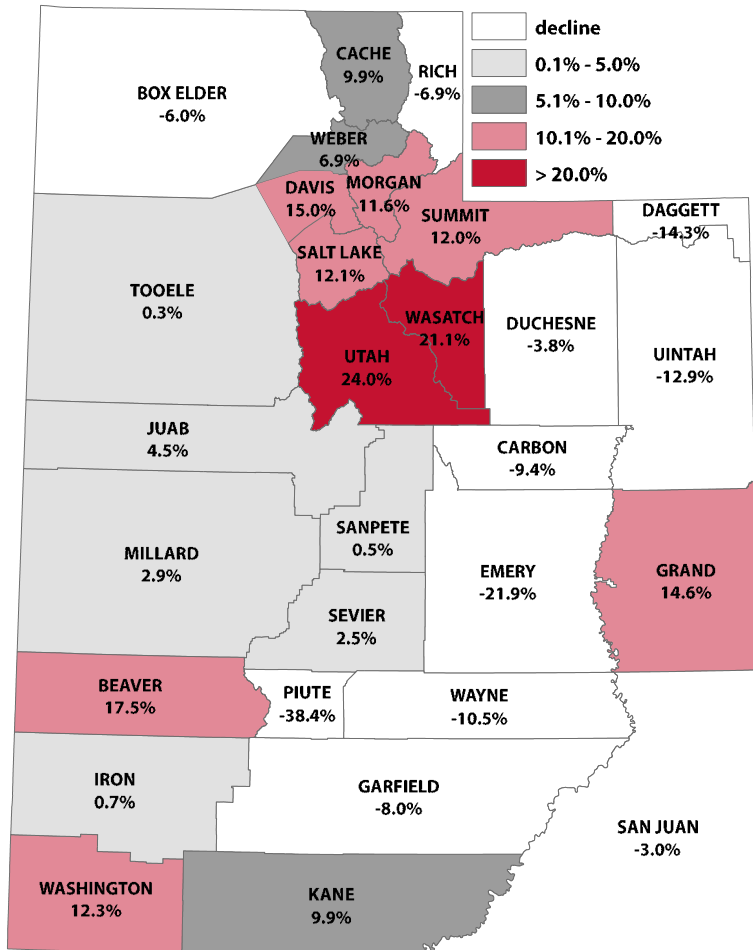 decline
0.1% - 5.0%
5.1% - 10.0%
10.1% - 20.0%
> 20.0%
CACHE
9.9%
RICH
-6.9%
BOX ELDER
-6.0%
WEBER
6.9%
DAVIS
15.0%
MORGAN
11.6%
SUMMIT
12.0%
DAGGETT
-14.3%
SALT LAKE
12.1%
TOOELE
0.3%
WASATCH
21.1%
DUCHESNE
-3.8%
UTAH
24.0%
UINTAH
-12.9%
JUAB
4.5%
CARBON
-9.4%
SANPETE
0.5%
MILLARD
2.9%
EMERY
-21.9%
GRAND
14.6%
SEVIER
2.5%
BEAVER
17.5%
PIUTE
-38.4%
WAYNE
-10.5%
IRON
0.7%
GARFIELD
-8.0%
SAN JUAN
-3.0%
WASHINGTON
12.3%
KANE
9.9%